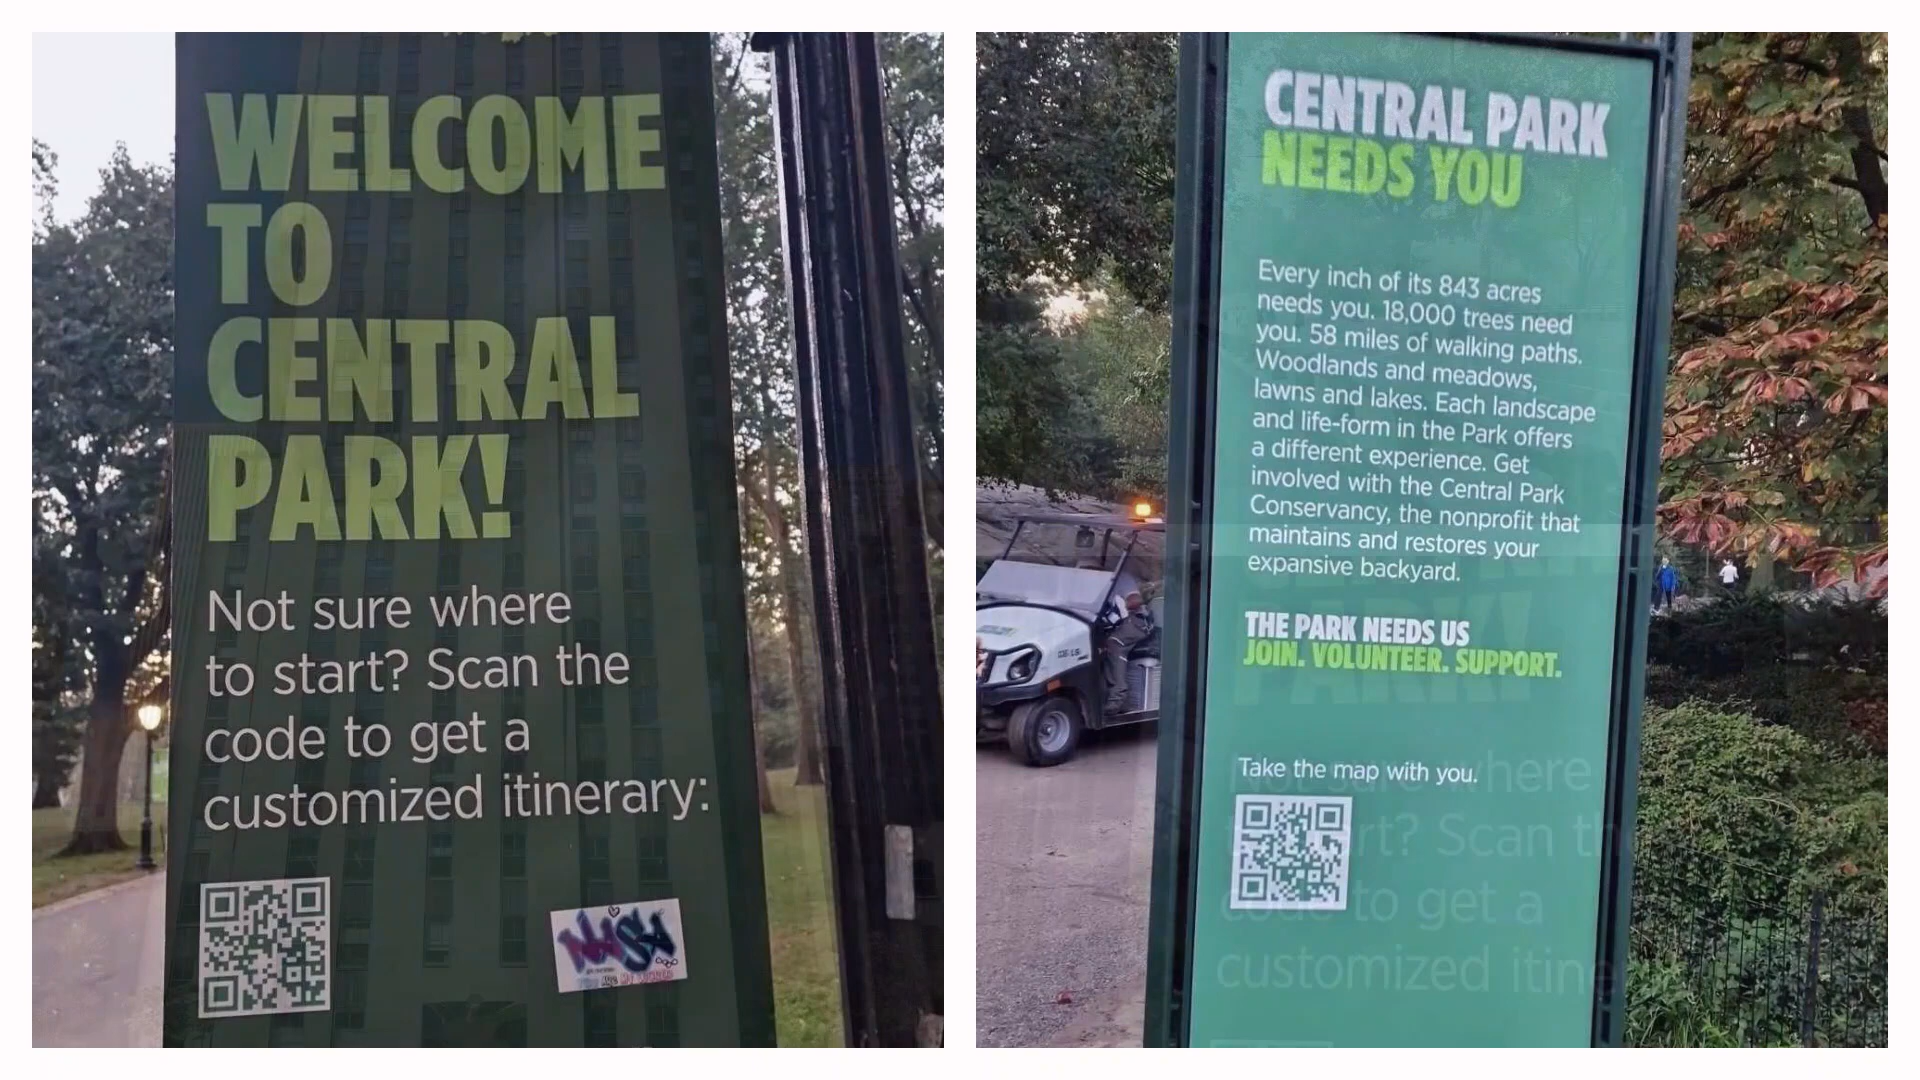 WELCOME
TO
CENTRAL
PARK!
Not sure where
to start? Scan the
code to get a
customized itinerary:
CENTRAL PARK
NEEDS YOU
Every inch of its 843 acres
needs you. 18,000 trees need
you. 58 miles of walking paths.
Woodlands and meadows,
lawns and lakes. Each landscape
and life-form in the Park offers
a different experience. Get
involved with the Central Park
Conservancy, the nonprofit that
maintains and restores your
expansive backyard.
THE PARK NEEDS US
JOIN. VOLUNTEER. SUPPORT.
Take the map with you.